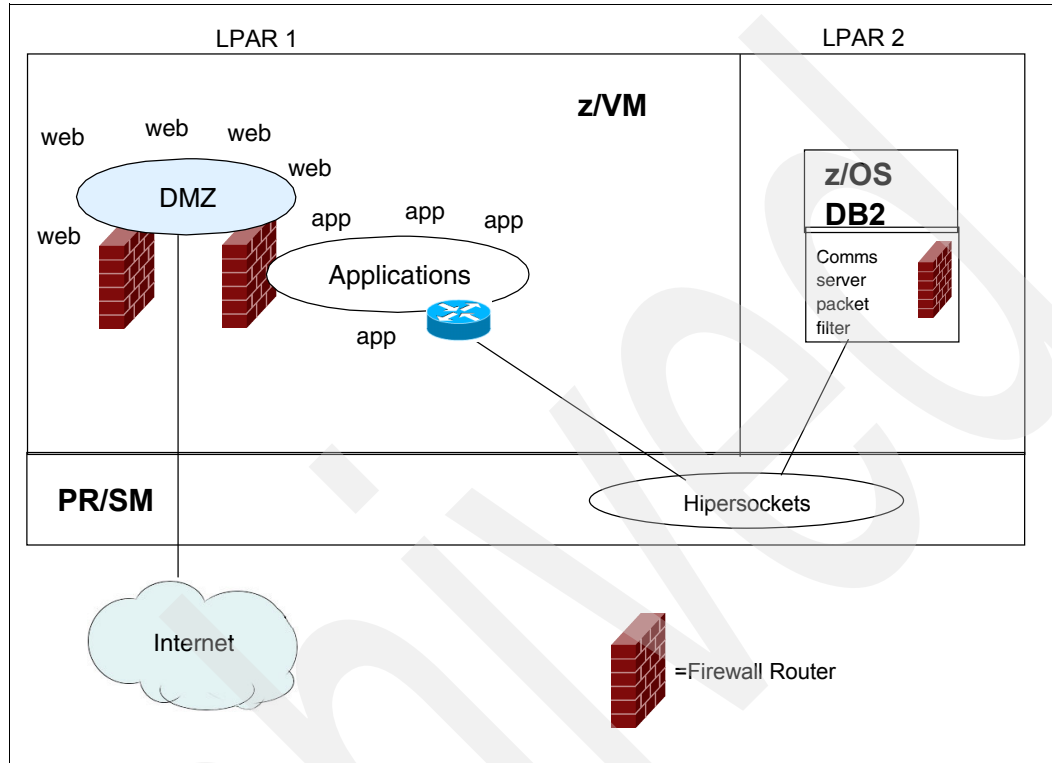 LPAR 1
LPAR 2
z/VM
web
web
web
web
web
DMZ
app
app
app
app
Applications
z/OS
DB2
Comms
server
packet
filter
PR/SM
Hipersockets
Internet
=Firewall Router